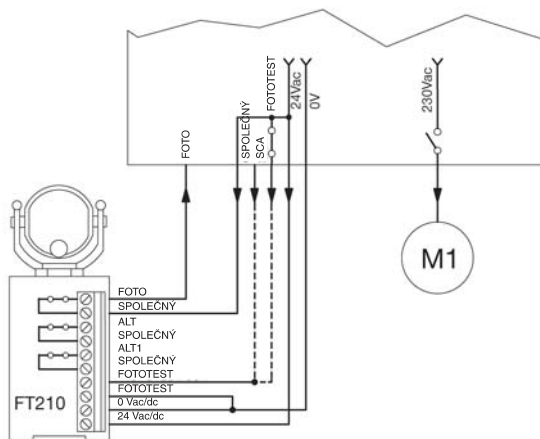 FOTO
SPOLEČNÝ
SCA
FOTOTEST
24Vac
0V
230Vac
M1
FOTO
SPOLEČNÝ
ALT
SPOLEČNÝ
ALT1
SPOLEČNÝ
FOTOTEST
FOTOTEST
0 Vac/dc
24 Vac/dc
FT210